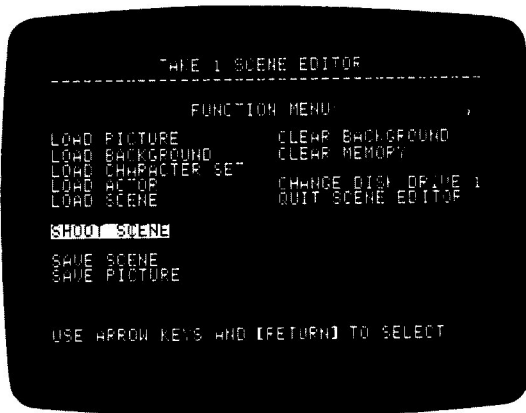 TAKE 1 SCENE EDITOR
FUNCTION MENU
LOAD PICTURE
LOAD BACKGROUND
LOAD CHARACTER SET
LOAD ACTOR
LOAD SCENE
SHOOT SCENE
SAVE SCENE
SAVE PICTURE
CLEAR BACKGROUND
CLEAR MEMORY
CHANGE DISK DRIVE 1
QUIT SCENE EDITOR
USE ARROW KEYS AND [RETURN] TO SELECT